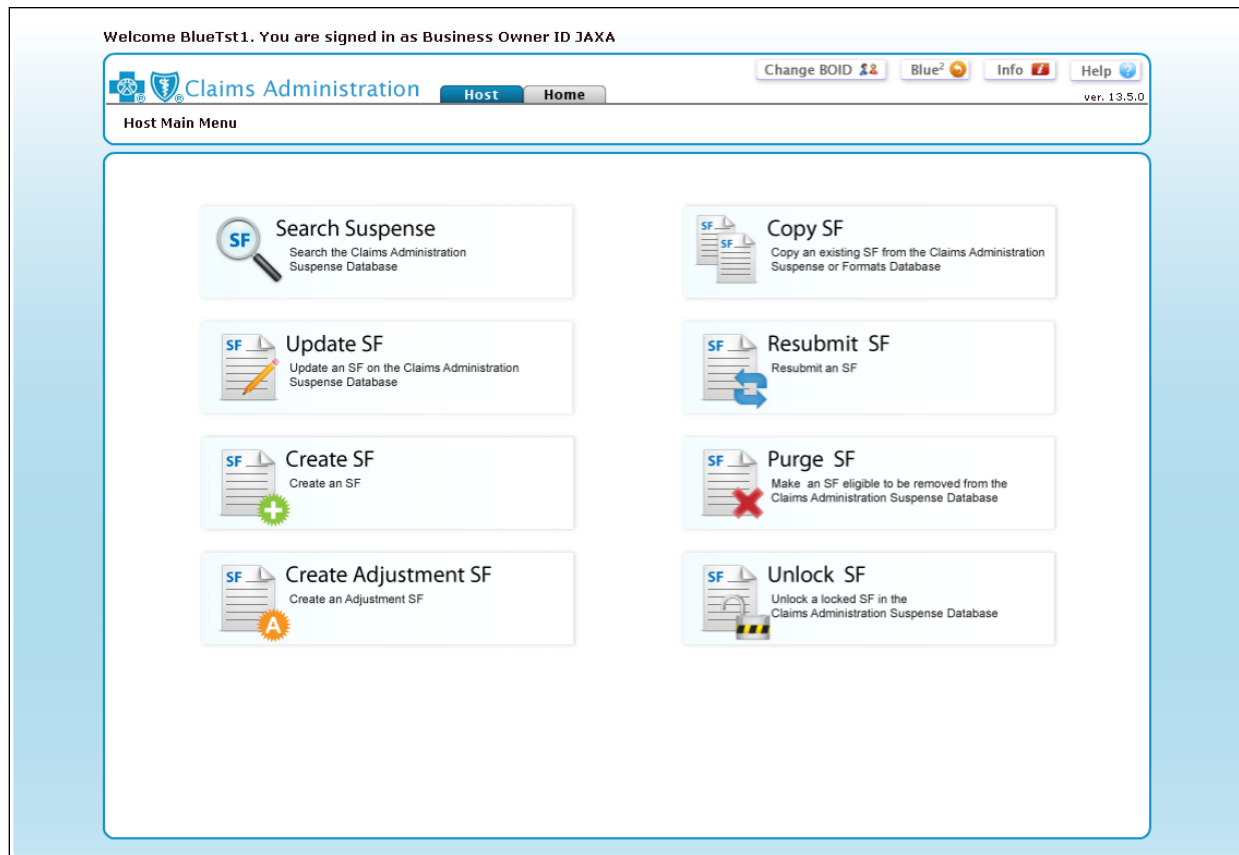 Welcome BlueTst1. You are signed in as Business Owner ID JAXA
Change BOID
Blue²
Info
Help
® ® Claims Administration
Host
Home
ver. 13.5.0
Host Main Menu
SF
Search Suspense
Search the Claims Administration
Suspense Database
SF
SF
Copy SF
Copy an existing SF from the Claims Administration
Suspense or Formats Database
SF
Update SF
Update an SF on the Claims Administration
Suspense Database
SF
Resubmit SF
Resubmit an SF
SF
Create SF
Create an SF
SF
Purge SF
Make an SF eligible to be removed from the
Claims Administration Suspense Database
SF
A
Create Adjustment SF
Create an Adjustment SF
SF
Unlock SF
Unlock a locked SF in the
Claims Administration Suspense Database